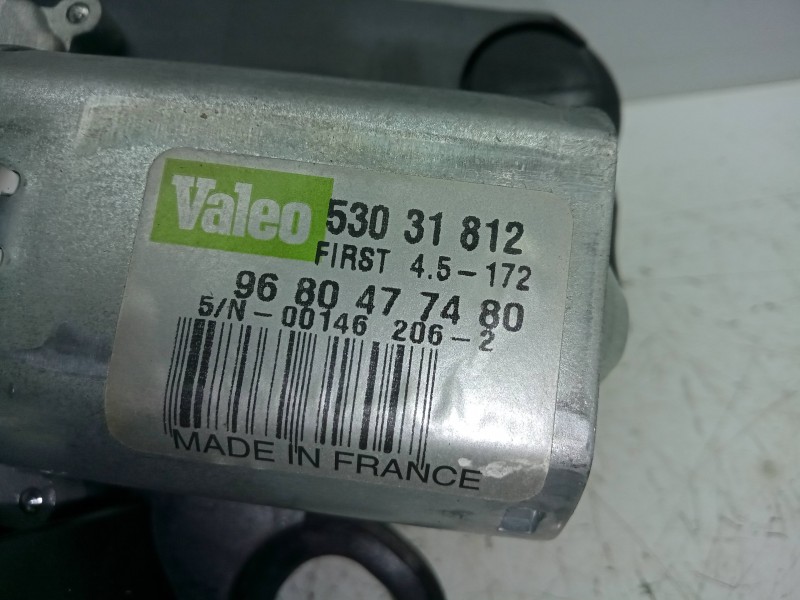 Valeo 530 31 812
FIRST 4.5-172
96 80 47 74 80
S/N-00146 206-2
MADE IN FRANCE